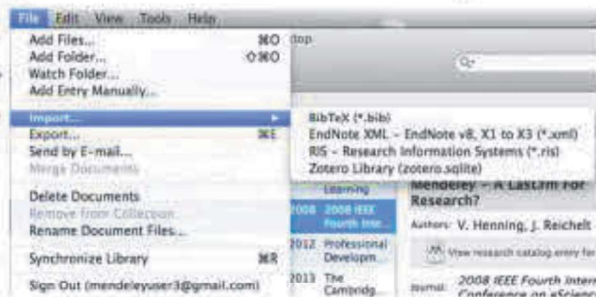 File Edit View Tools Help
Add Files... ⌘O
Add Folder... ⇧⌘O
Watch Folder...
Add Entry Manually...
Import...
Export... ⌘E
Send by E-mail...
Merge Documents
Delete Documents
Remove from Collection
Rename Document Files...
Synchronize Library ⌘R
Sign Out (mendeleyuser3@gmail.com)
BibTeX (*.bib)
EndNote XML - EndNote v8, X1 to X3 (*.xml)
RIS - Research Information Systems (*.ris)
Zotero Library (zotero.sqlite)
top
Learning
2008 2008 IEEE
Fourth Inte...
2012 Professional
Developm...
2013 The
Cambridg...
Mendeley - A Last.fm For
Research?
Authors: V. Henning, J. Reichelt
View research catalog entry for
Journal: 2008 IEEE Fourth Intern
Conference on eScience